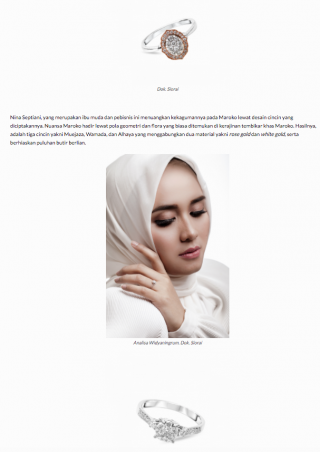 Dok. Slorai
Nina Septiani, yang merupakan ibu muda dan pebisnis ini menuangkan kekagumannya pada Maroko lewat desain cincin yang
diciptakannya. Nuansa Maroko hadir lewat pola geometri dan flora yang biasa ditemukan di kerajinan tembikar khas Maroko. Hasilnya,
adalah tiga cincin yakni Muejaza, Warnada, dan Alhaya yang menggabungkan dua material yakni rose gold dan white gold, serta
berhiaskan puluhan butir berlian.
Analisa Widyaningrum. Dok. Slorai